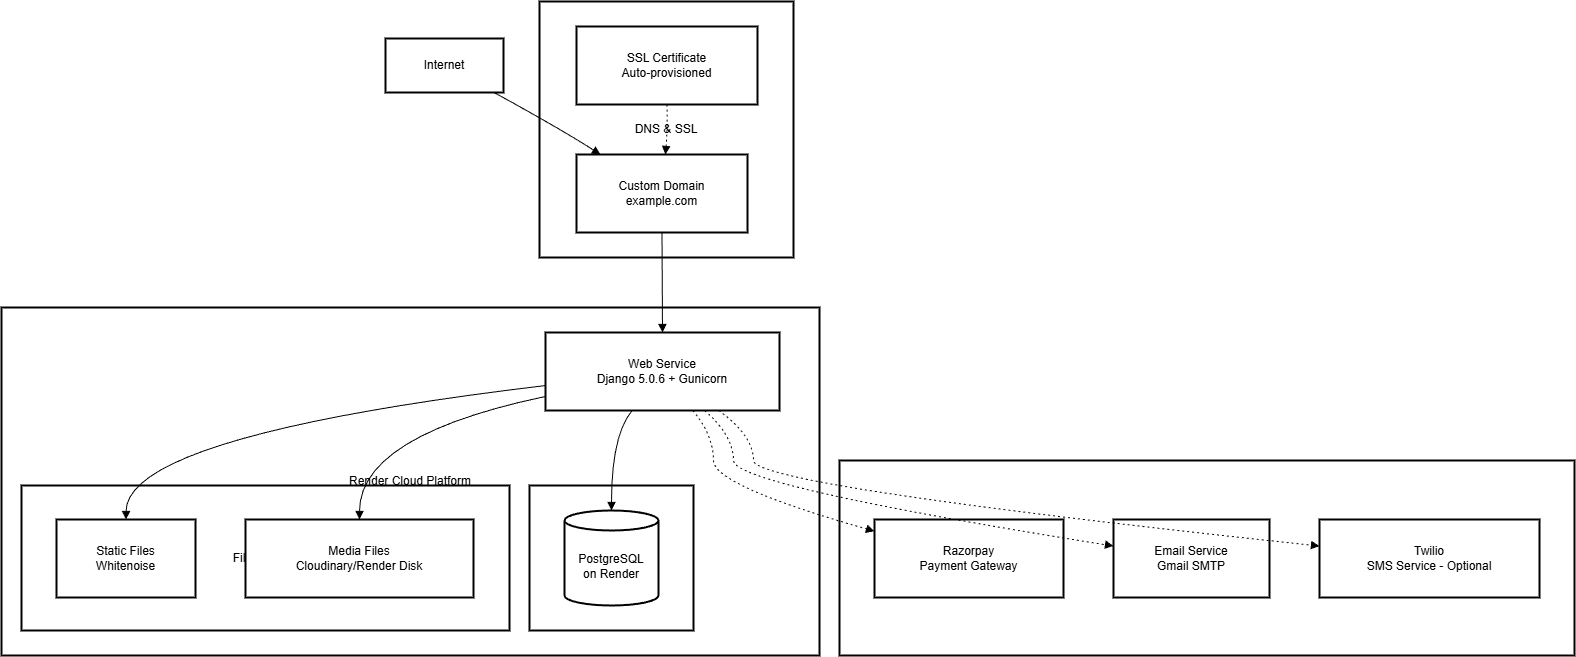 Internet
SSL Certificate
Auto-provisioned
DNS & SSL
Custom Domain
example.com
Web Service
Django 5.0.6 + Gunicorn
Render Cloud Platform
Static Files
Whitenoise
Fil
Media Files
Cloudinary/Render Disk
PostgreSQL
on Render
Razorpay
Payment Gateway
Email Service
Gmail SMTP
Twilio
SMS Service - Optional